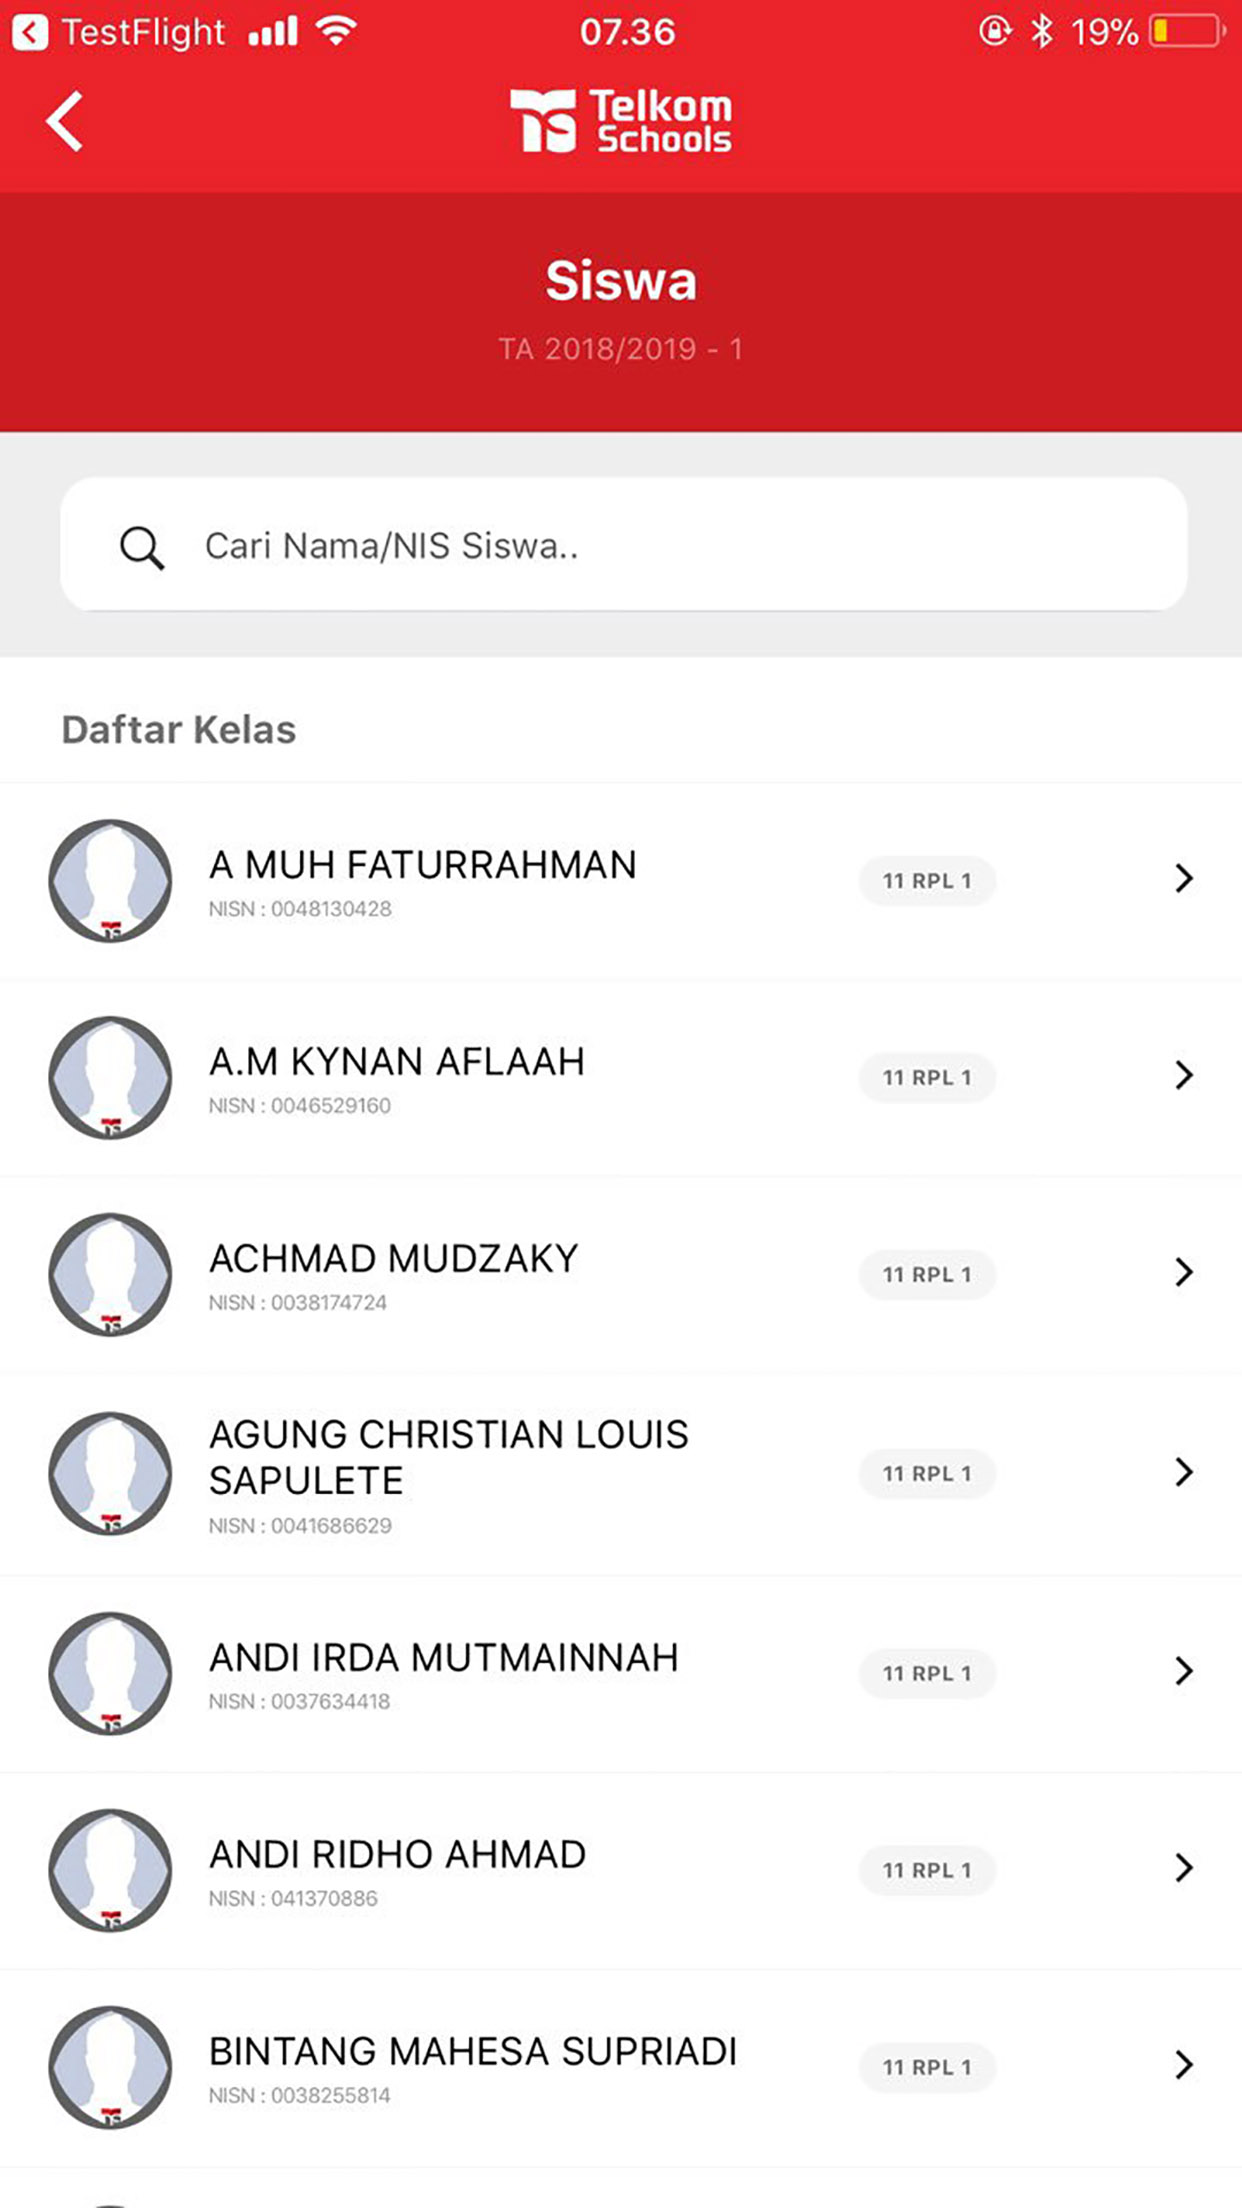 TestFlight 07.36 19%
Telkom
Schools
Siswa
TA 2018/2019 - 1
Cari Nama/NIS Siswa..
Daftar Kelas
A MUH FATURRAHMAN
NISN : 0048130428
11 RPL 1
A.M KYNAN AFLAAH
NISN : 0046529160
11 RPL 1
ACHMAD MUDZAKY
NISN : 0038174724
11 RPL 1
AGUNG CHRISTIAN LOUIS
SAPULETE
NISN : 0041686629
11 RPL 1
ANDI IRDA MUTMAINNAH
NISN : 0037634418
11 RPL 1
ANDI RIDHO AHMAD
NISN : 041370886
11 RPL 1
BINTANG MAHESA SUPRIADI
NISN : 0038255814
11 RPL 1